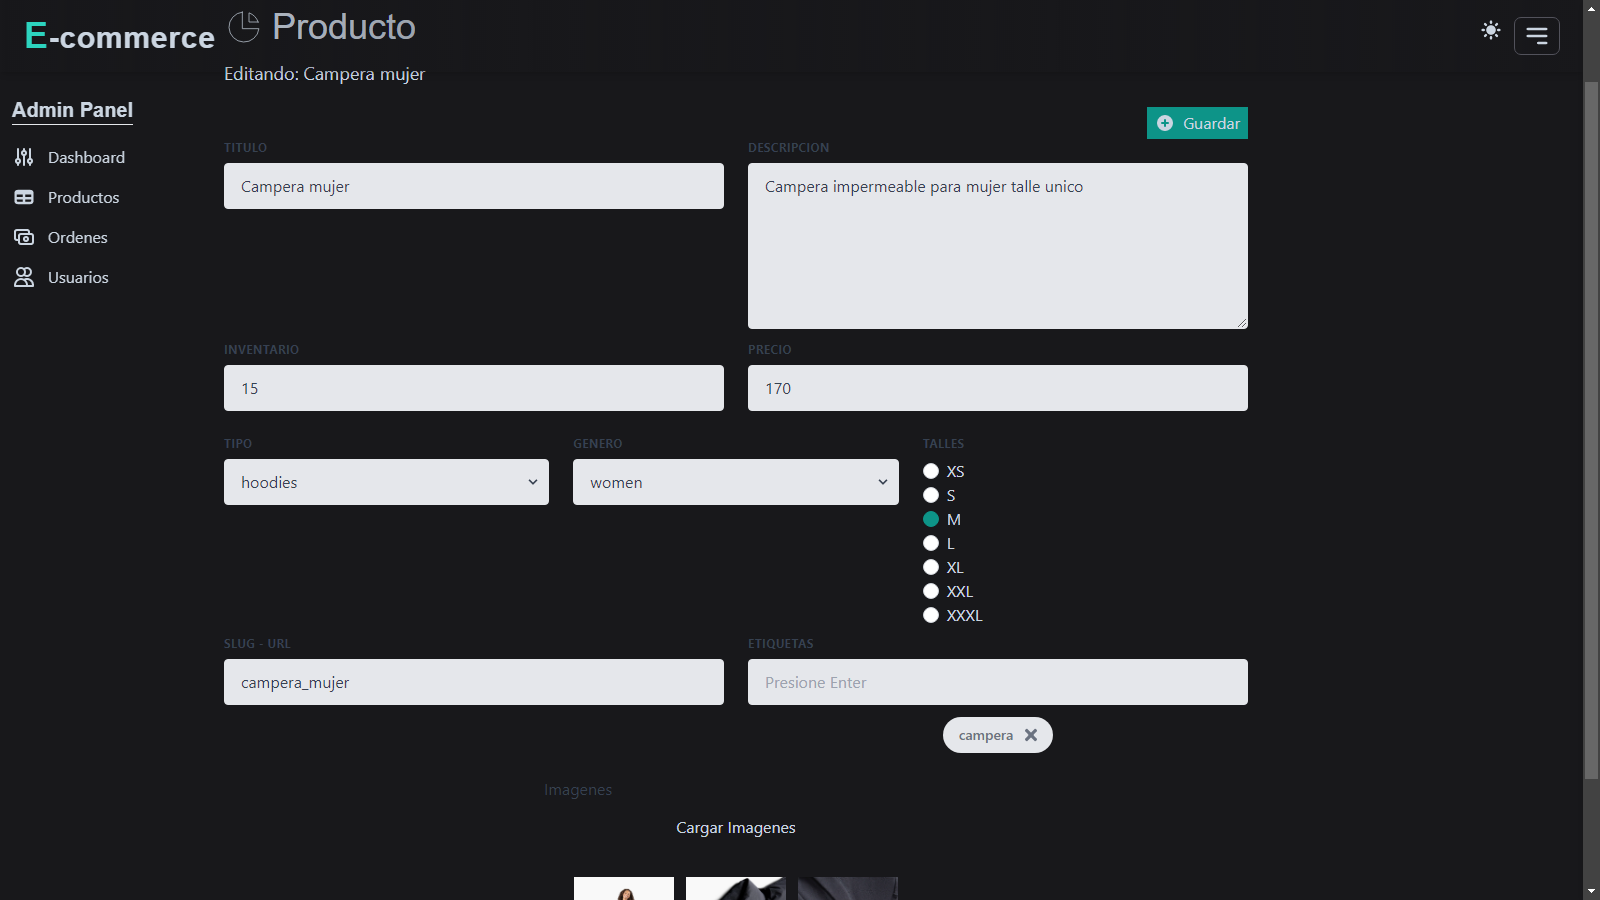 E-commerce
Producto
Editando: Campera mujer
Admin Panel
Dashboard
Productos
Ordenes
Usuarios
Guardar
TITULO
Campera mujer
DESCRIPCION
Campera impermeable para mujer talle unico
INVENTARIO
15
PRECIO
170
TIPO
hoodies
GENERO
women
TALLES
XS
S
M
L
XL
XXL
XXXL
SLUG - URL
campera_mujer
ETIQUETAS
Presione Enter
campera
Imagenes
Cargar Imagenes